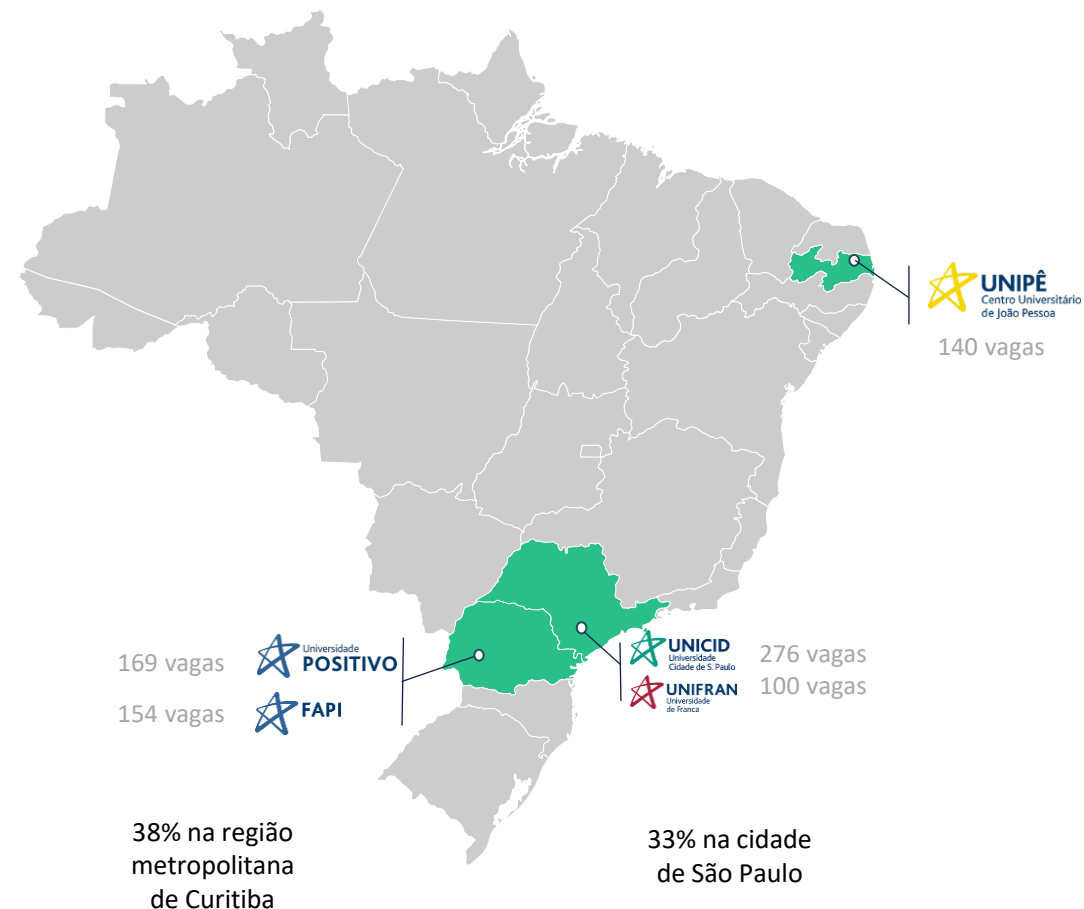 UNIPÊ
Centro Universitário
de João Pessoa
140 vagas
169 vagas
Universidade
POSITIVO
154 vagas
FAPI
UNICID
Universidade
Cidade de S. Paulo
276 vagas
UNIFRAN
Universidade
de Franca
100 vagas
38% na região
metropolitana
de Curitiba
33% na cidade
de São Paulo